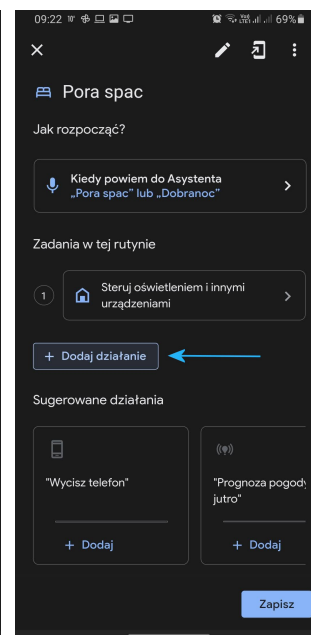 09:22
69%
Pora spac
Jak rozpocząć?
Kiedy powiem do Asystenta
„Pora spac” lub „Dobranoc”
Zadania w tej rutynie
1
Steruj oświetleniem i innymi
urządzeniami
+ Dodaj działanie
Sugerowane działania
"Wycisz telefon"
"Prognoza pogody
jutro"
+ Dodaj
+ Dodaj
Zapisz